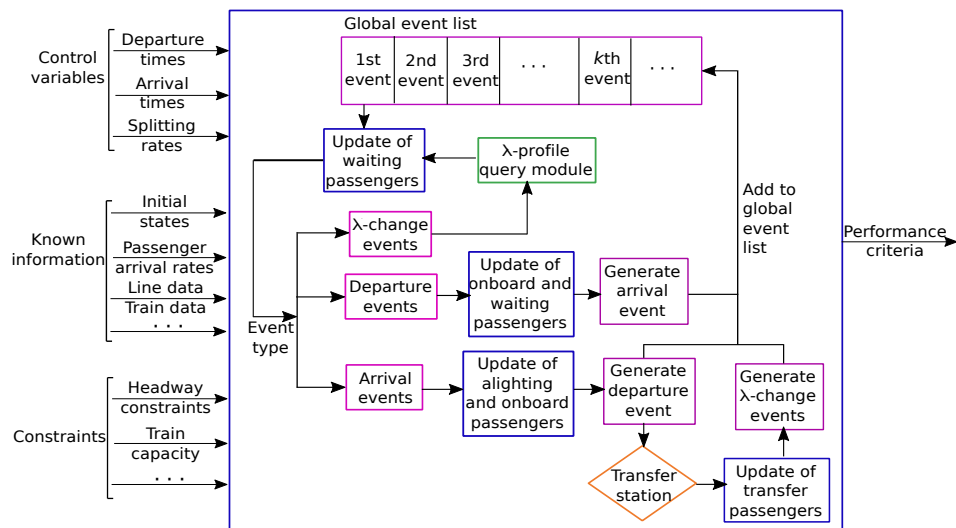 Control
variables
Departure
times
Arrival
times
Splitting
rates
Known
information
Initial
states
Passenger
arrival rates
Line data
Train data
. . .
Constraints
Headway
constraints
Train
capacity
. . .
Global event list
1st
event
2nd
event
3rd
event
. . .
kth
event
. . .
Update of
waiting
passengers
λ-profile
query module
λ-change
events
Departure
events
Update of
onboard and
waiting
passengers
Generate
arrival
event
Event
type
Arrival
events
Update of
alighting
and onboard
passengers
Generate
departure
event
Generate
λ-change
events
Transfer
station
Update of
transfer
passengers
Add to
global
event
list
Performance
criteria